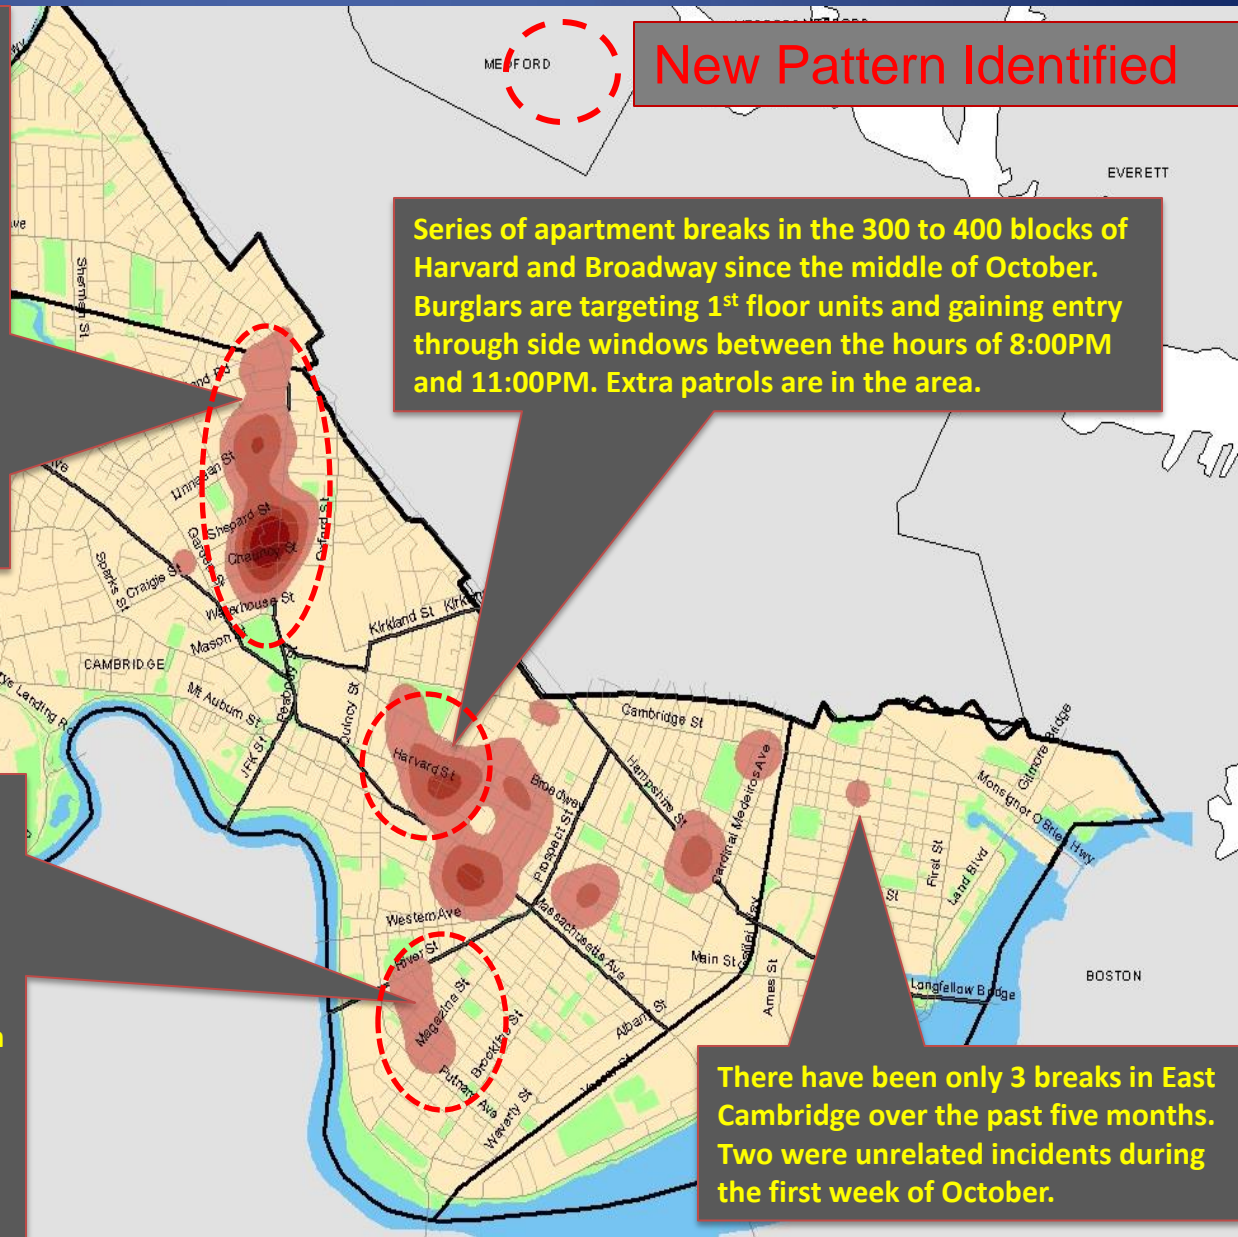 MEDFORD
New Pattern Identified
EVERETT
Series of apartment breaks in the 300 to 400 blocks of
Harvard and Broadway since the middle of October.
Burglars are targeting 1st floor units and gaining entry
through side windows between the hours of 8:00PM
and 11:00PM. Extra patrols are in the area.
Sherman St
Linnaean St
Shepard St
Chauncy St
Oxford St
Garden St
Craigie St
Sparks St
Waterhouse St
Mason St
Kirkland St
CAMBRIDGE
Mt Auburn St
Peabody St
Quincy St
JFK St
Harvard St
Broadway
Cambridge St
Hampshire St
Cardinal Medeiros Ave
Gilmore Bridge
Monsignor O'Brien Hwy
Prospect St
First St
Land Blvd
St
Western Ave
Massachusetts Ave
River St
Main St
Ames St
Longfellow Bridge
BOSTON
Magazine St
Brookline St
Albany St
Putnam Ave
Waverly St
There have been only 3 breaks in East
Cambridge over the past five months.
Two were unrelated incidents during
the first week of October.